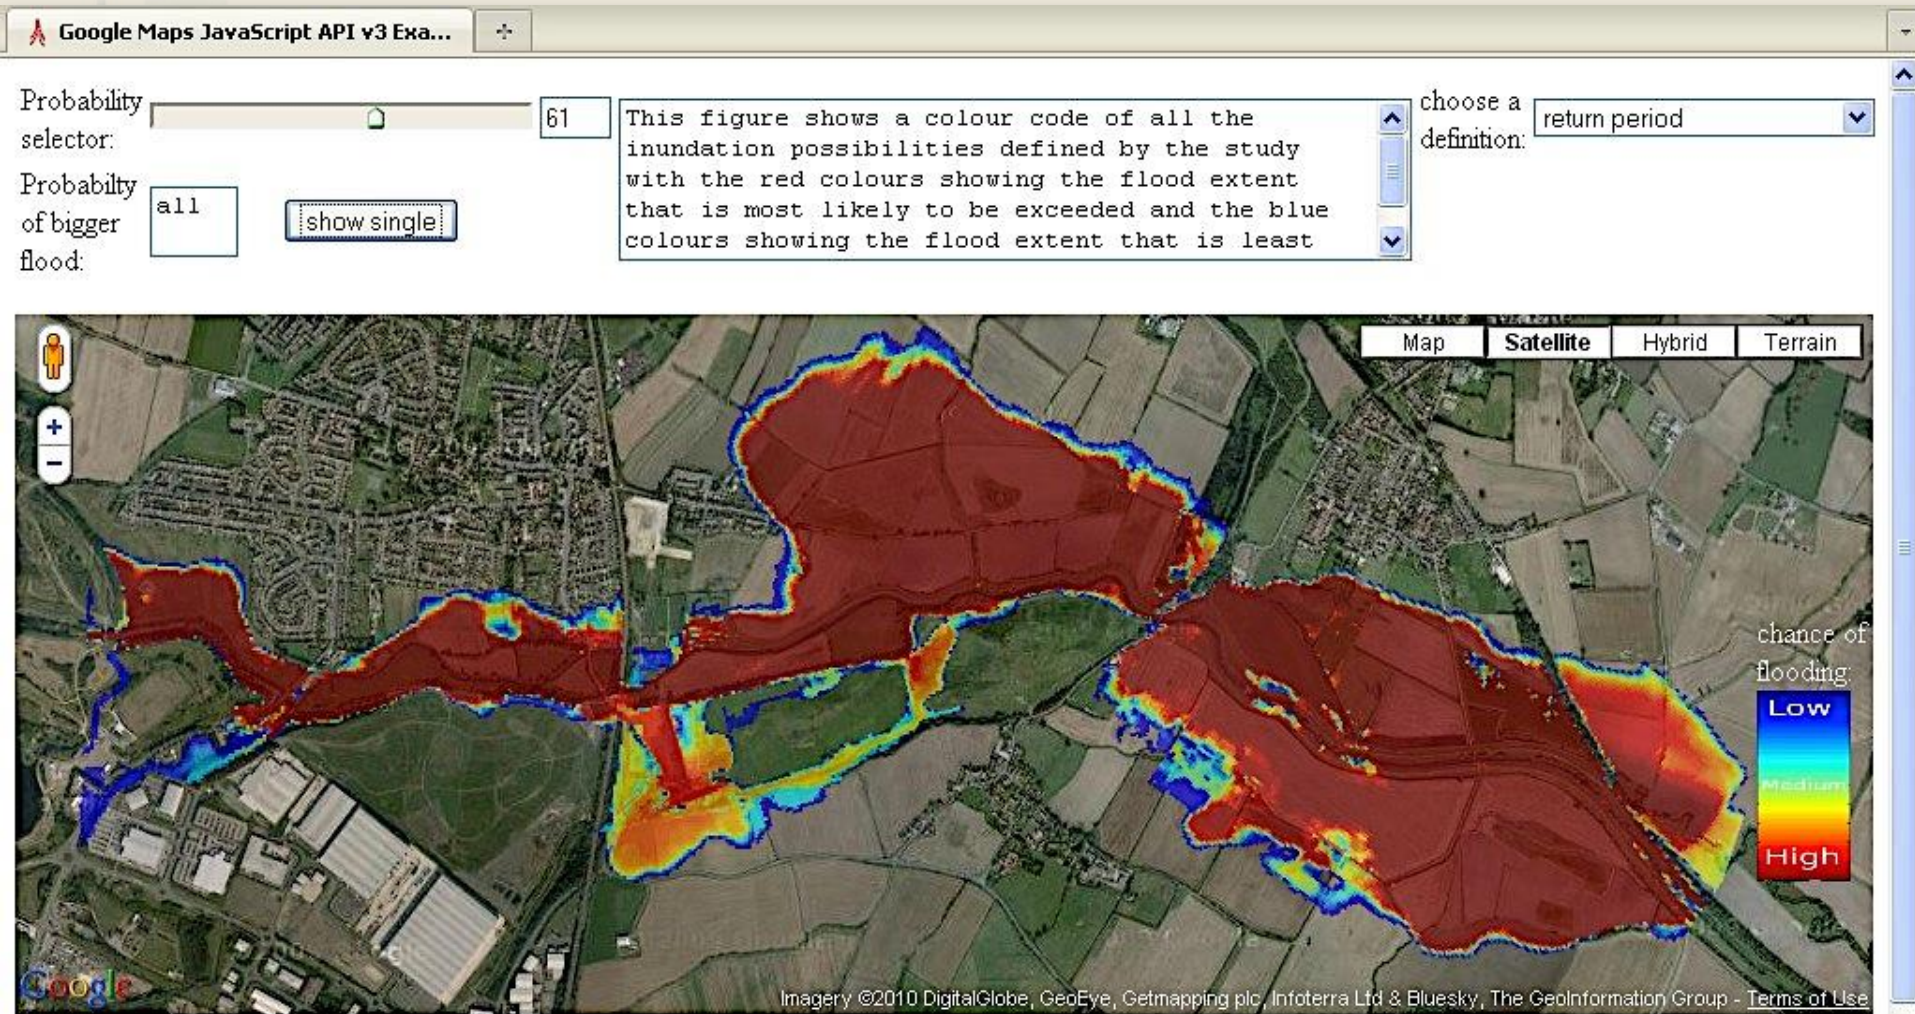 Google Maps JavaScript API v3 Exa...
Probability
selector:
61
This figure shows a colour code of all the
inundation possibilities defined by the study
with the red colours showing the flood extent
that is most likely to be exceeded and the blue
colours showing the flood extent that is least
choose a
definition:
return period
Probabilty
of bigger
flood:
all
show single
Map
Satellite
Hybrid
Terrain
+
−
chance of
flooding:
Low
Medium
High
Google
Imagery ©2010 DigitalGlobe, GeoEye, Getmapping plc, Infoterra Ltd & Bluesky, The GeoInformation Group - Terms of Use